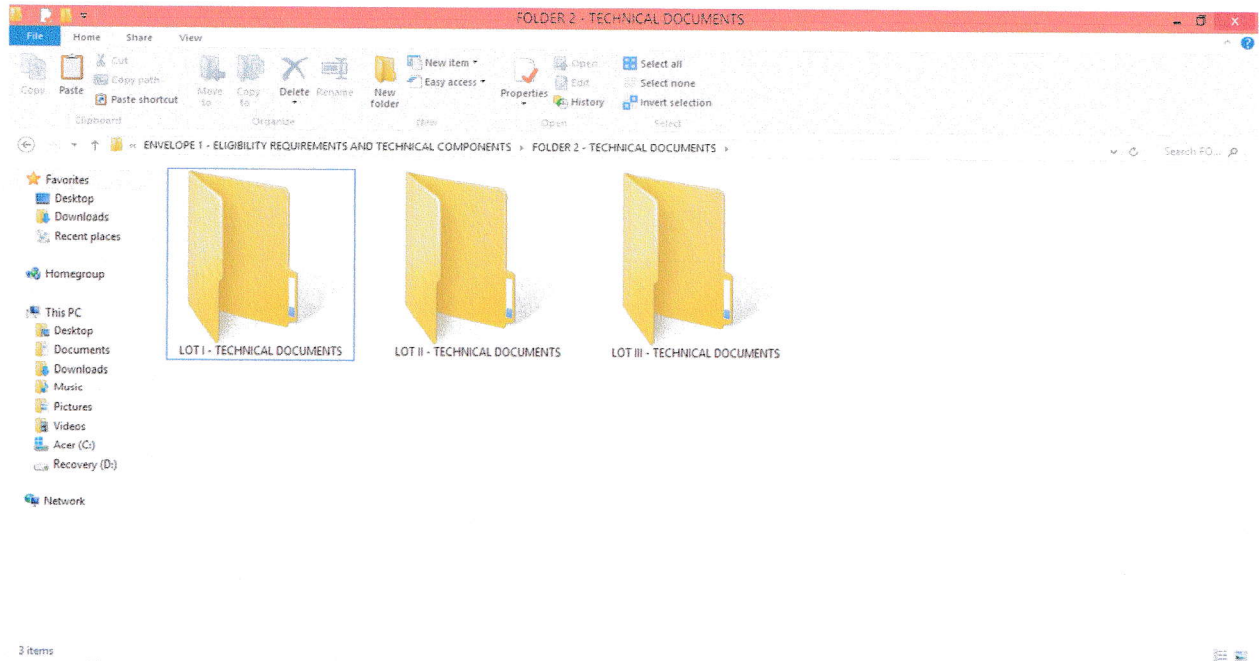 FOLDER 2 - TECHNICAL DOCUMENTS
File Home Share View
Copy
Paste
Cut
Copy path
Paste shortcut
Clipboard
Move to
Copy to
Delete
Rename
Organize
New folder
New item
Easy access
New
Properties
Open
Edit
History
Open
Select all
Select none
Invert selection
Select
« ENVELOPE 1 - ELIGIBILITY REQUIREMENTS AND TECHNICAL COMPONENTS › FOLDER 2 - TECHNICAL DOCUMENTS ›
Search FO...
Favorites
Desktop
Downloads
Recent places
Homegroup
This PC
Desktop
Documents
Downloads
Music
Pictures
Videos
Acer (C:)
Recovery (D:)
Network
LOT I - TECHNICAL DOCUMENTS
LOT II - TECHNICAL DOCUMENTS
LOT III - TECHNICAL DOCUMENTS
3 items